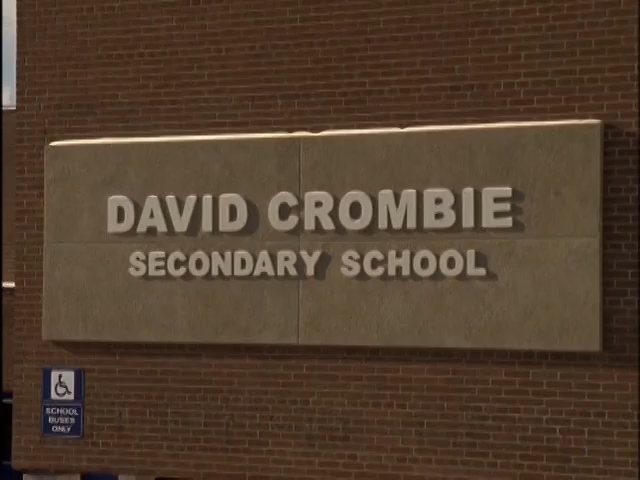 DAVID CROMBIE
SECONDARY SCHOOL
SCHOOL
BUSES
ONLY